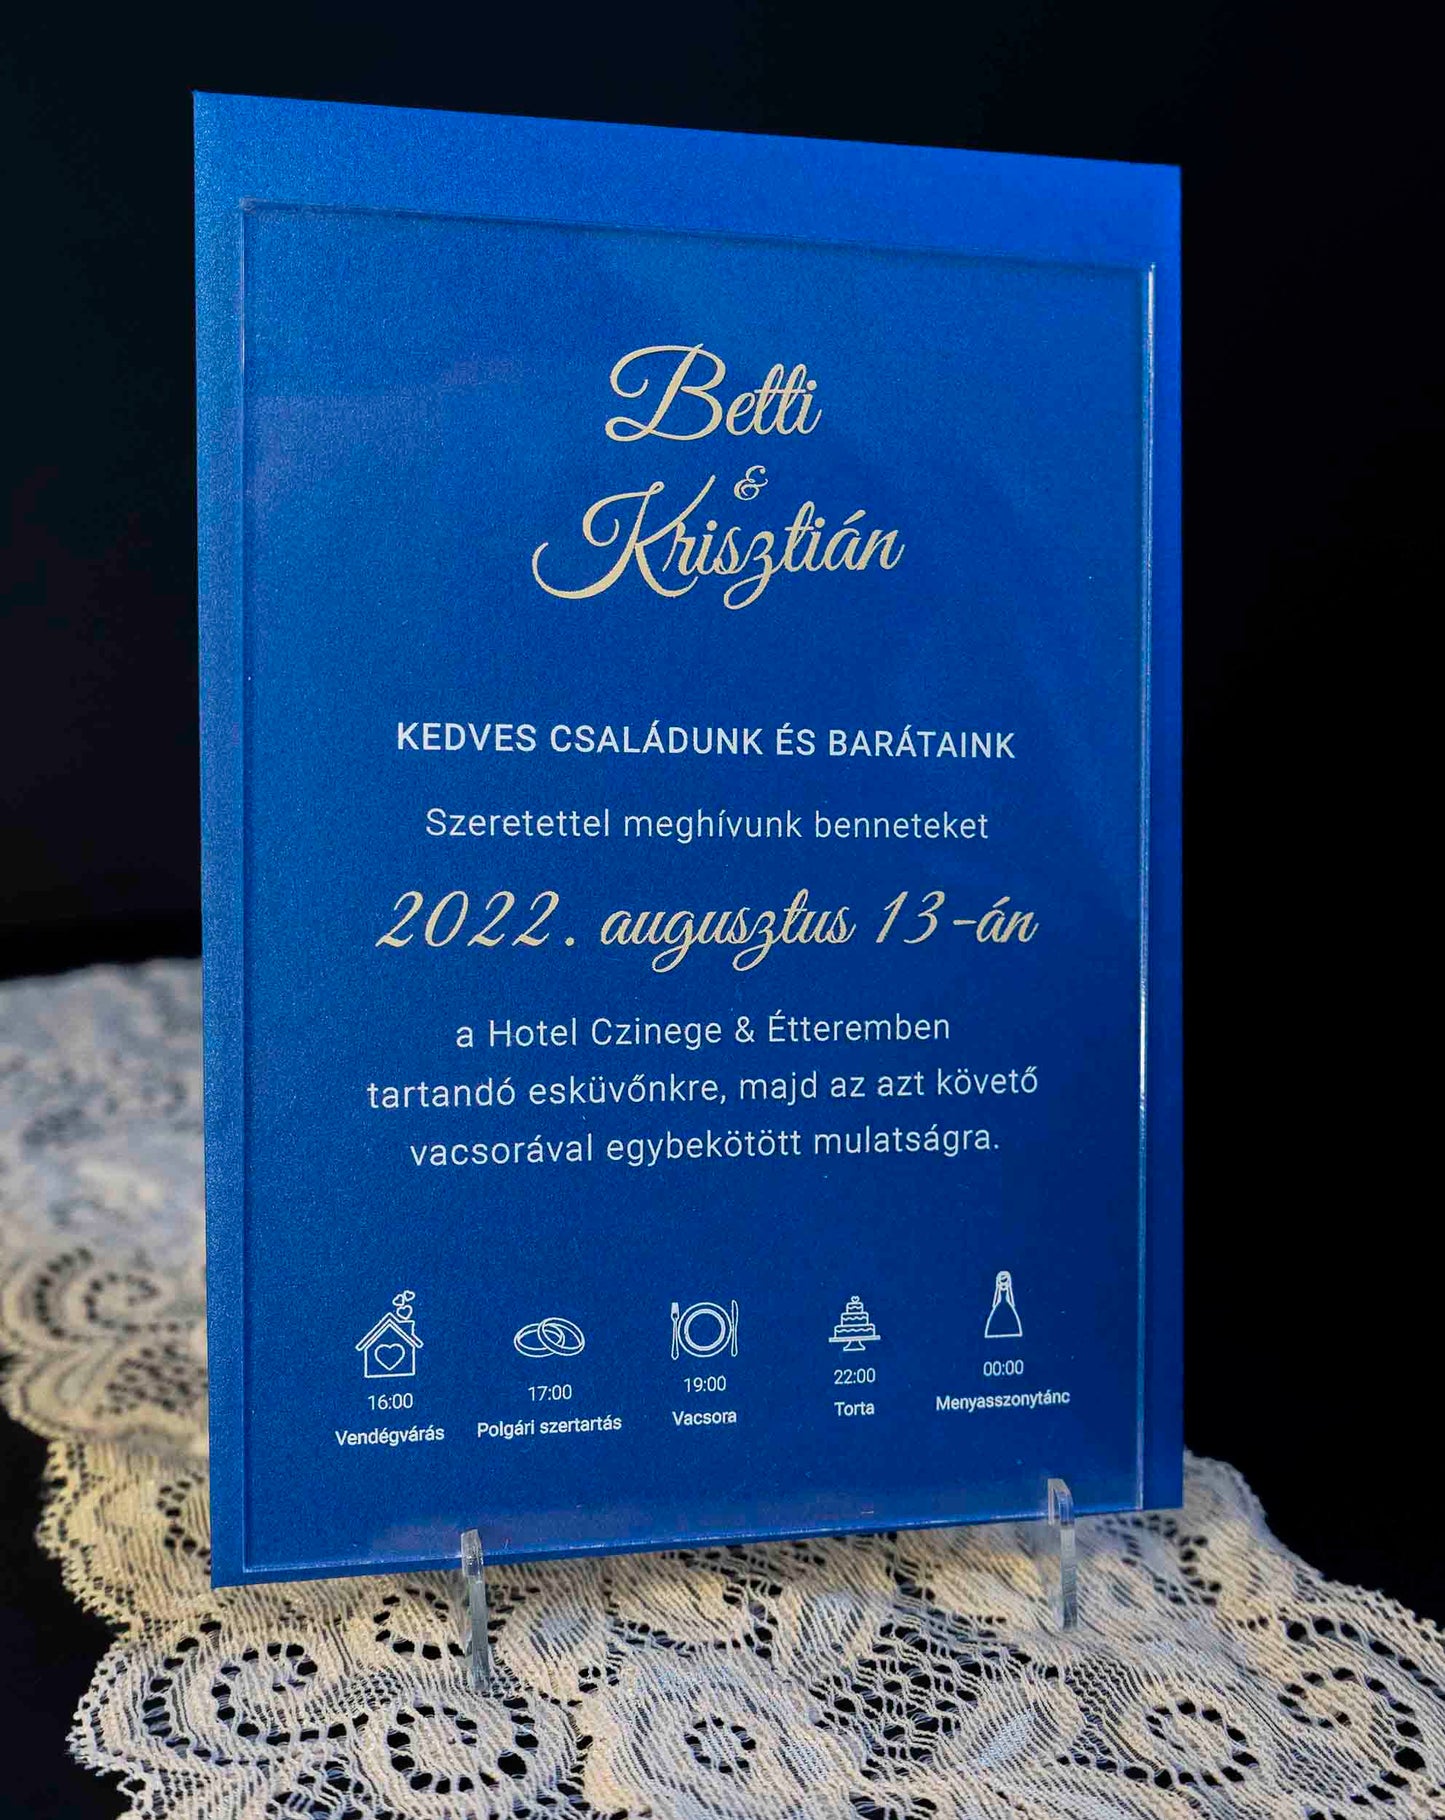 Betti
&
Krisztián
KEDVES CSALÁDUNK ÉS BARÁTAINK
Szeretettel meghívunk benneteket
2022. augusztus 13-án
a Hotel Czinege & Étteremben
tartandó esküvőnkre, majd az azt követő
vacsorával egybekötött mulatságra.
16:00
Vendégvárás
17:00
Polgári szertartás
19:00
Vacsora
22:00
Torta
00:00
Menyasszonytánc